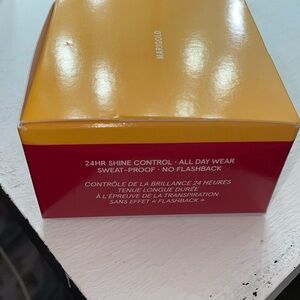 MARIGOLD
24HR SHINE CONTROL · ALL DAY WEAR
SWEAT-PROOF · NO FLASHBACK
CONTRÔLE DE LA BRILLANCE 24 HEURES
TENUE LONGUE DURÉE
À L'ÉPREUVE DE LA TRANSPIRATION
SANS EFFET « FLASHBACK »